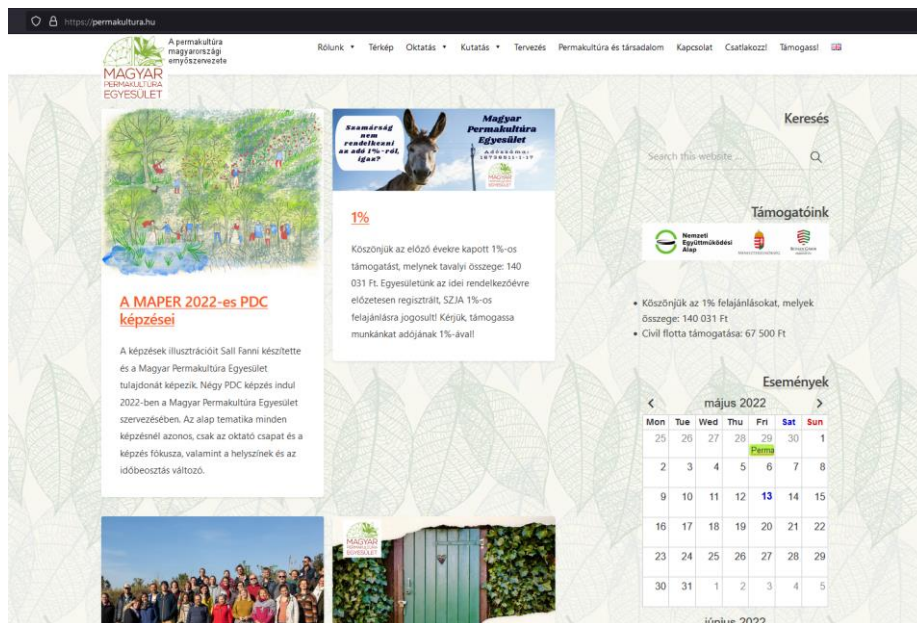 https://permakultura.hu
A permakultúra
magyarországi
ernyőszervezete
MAGYAR
PERMAKULTÚRA
EGYESÜLET
Rólunk Térkép Oktatás Kutatás Tervezés Permakultúra és társadalom Kapcsolat Csatlakozz! Támogass!
A MAPER 2022-es PDC
képzései
A képzések illusztrációit Sall Fanni készítette
és a Magyar Permakultúra Egyesület
tulajdonát képezik. Négy PDC képzés indul
2022-ben a Magyar Permakultúra Egyesület
szervezésében. Az alap tematika minden
képzésnél azonos, csak az oktató csapat és a
képzés fókusza, valamint a helyszínek és az
időbeosztás változó.
Szamárság
nem
rendelkezni
az adó 1%-ról,
igaz?
Magyar
Permakultúra
Egyesület
Adószáma:
18738811-1-17
1%
Köszönjük az előző évekre kapott 1%-os
támogatást, melynek tavalyi összege: 140
031 Ft. Egyesületünk az idei rendelkezőévre
előzetesen regisztrált, SZJA 1%-os
felajánlásra jogosult! Kérjük, támogassa
munkánkat adójának 1%-ával!
MAGYAR
PERMAKULTÚRA
EGYESÜLET
Keresés
Search this website …
Támogatóink
Nemzeti
Együttműködési
Alap
Köszönjük az 1% felajánlásokat, melyek
összege: 140 031 Ft
Civil flotta támogatása: 67 500 Ft
Események
május 2022
Mon Tue Wed Thu Fri Sat Sun
25 26 27 28 29 30 1
Perma
2 3 4 5 6 7 8
9 10 11 12 13 14 15
16 17 18 19 20 21 22
23 24 25 26 27 28 29
30 31 1 2 3 4 5
június 2022